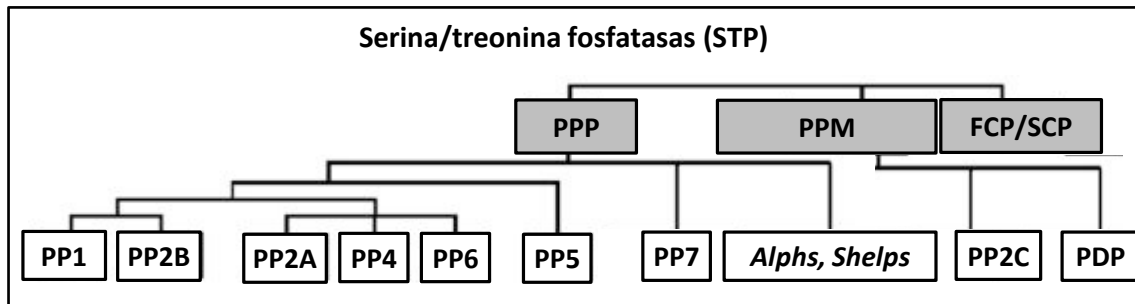 Serina/treonina fosfatasas (STP)
PPP PPM FCP/SCP
PP1 PP2B PP2A PP4 PP6 PP5 PP7 Alphs, Shelps PP2C PDP